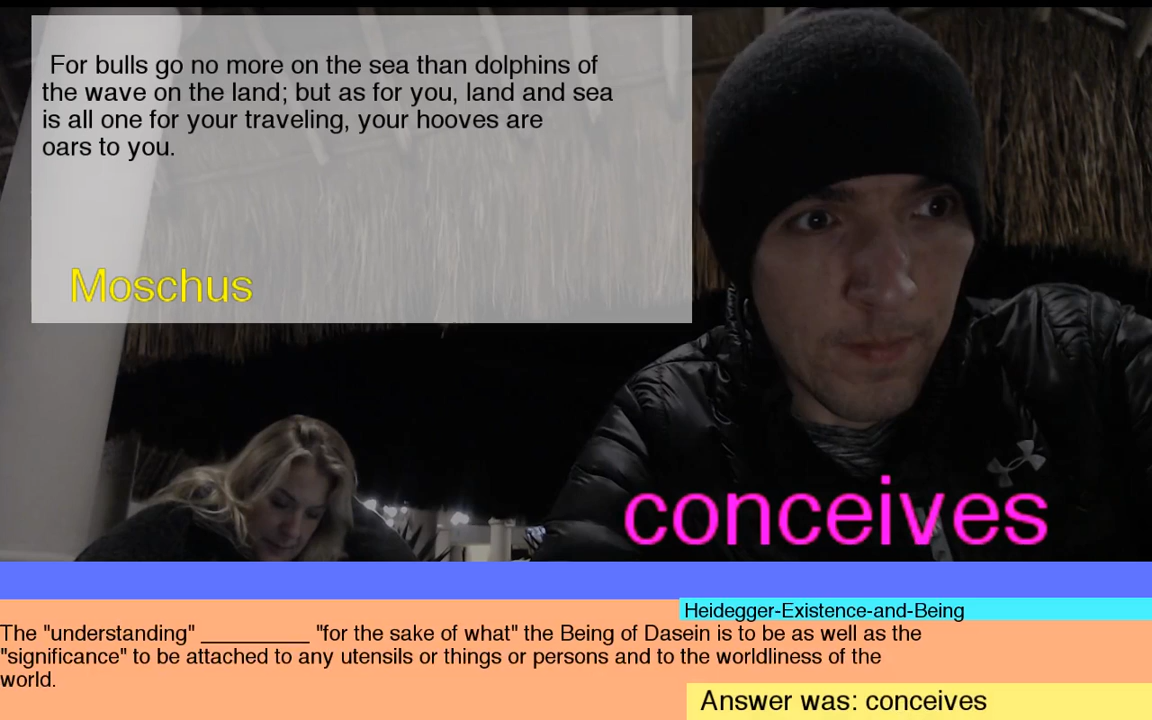 For bulls go no more on the sea than dolphins of
the wave on the land; but as for you, land and sea
is all one for your traveling, your hooves are
oars to you.
Moschus
conceives
Heidegger-Existence-and-Being
The "understanding" _________ "for the sake of what" the Being of Dasein is to be as well as the
"significance" to be attached to any utensils or things or persons and to the worldliness of the
world.
Answer was: conceives